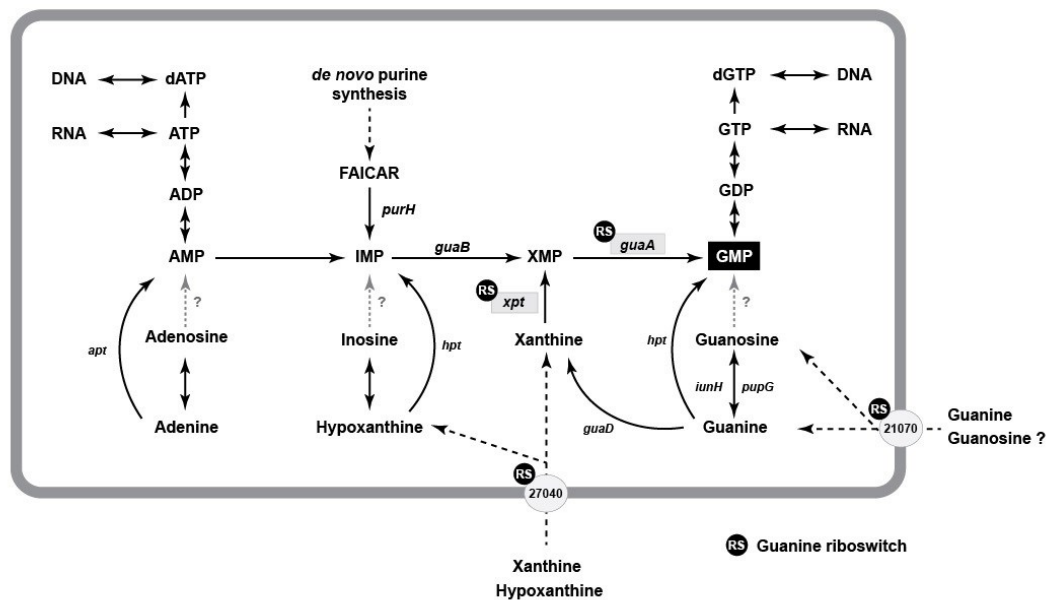 DNA dATP
de novo purine
synthesis
dGTP DNA
RNA ATP
GTP RNA
FAICAR
ADP
GDP
purH
AMP IMP guaB XMP RS guaA GMP
RS xpt
? ? ?
Adenosine Inosine Xanthine Guanosine
apt hpt hpt
iunH pupG
Adenine Hypoxanthine guaD Guanine
RS 21070
Guanine
Guanosine ?
RS 27040
Xanthine
Hypoxanthine
RS Guanine riboswitch